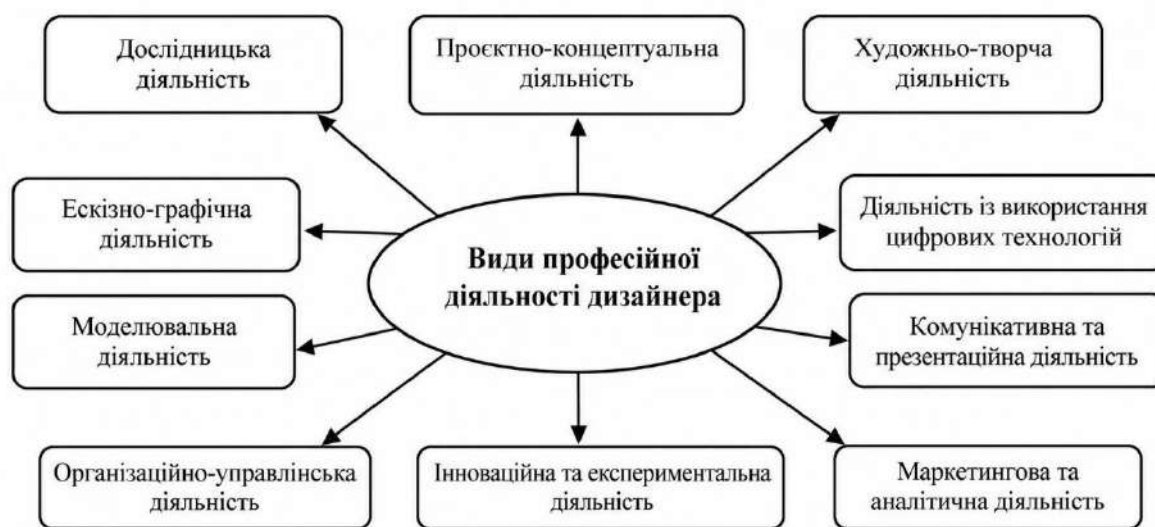 Дослідницька
діяльність
Проєктно-концептуальна
діяльність
Художньо-творча
діяльність
Ескізно-графічна
діяльність
Діяльність із використання
цифрових технологій
Види професійної
діяльності дизайнера
Моделювальна
діяльність
Комунікативна та
презентаційна діяльність
Організаційно-управлінська
діяльність
Інноваційна та експериментальна
діяльність
Маркетингова та
аналітична діяльність